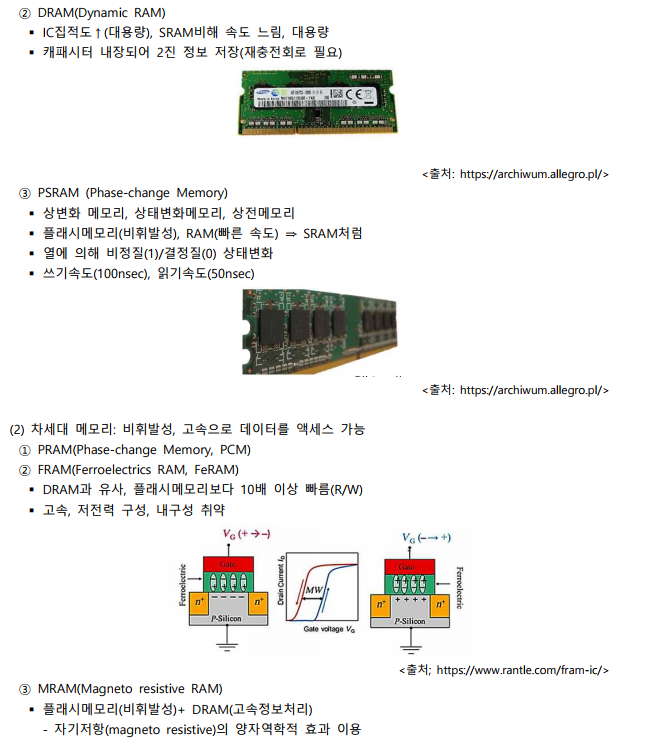 ② DRAM(Dynamic RAM)
▪ IC집적도↑(대용량), SRAM비해 속도 느림, 대용량
▪ 캐패시터 내장되어 2진 정보 저장(재충전회로 필요)
<출처: https://archiwum.allegro.pl/>
③ PSRAM (Phase-change Memory)
▪ 상변화 메모리, 상태변화메모리, 상전메모리
▪ 플래시메모리(비휘발성), RAM(빠른 속도) ⇒ SRAM처럼
▪ 열에 의해 비정질(1)/결정질(0) 상태변화
▪ 쓰기속도(100nsec), 읽기속도(50nsec)
<출처: https://archiwum.allegro.pl/>
(2) 차세대 메모리: 비휘발성, 고속으로 데이터를 액세스 가능
① PRAM(Phase-change Memory, PCM)
② FRAM(Ferroelectrics RAM, FeRAM)
▪ DRAM과 유사, 플래시메모리보다 10배 이상 빠름(R/W)
▪ 고속, 저전력 구성, 내구성 취약
V_G (+→−)
Gate
Ferroelectric
+ + + +
− − − −
n+ n+
P-Silicon
Drain Current I_D
MW
Gate voltage V_G
V_G (−→+)
Gate
Ferroelectric
+ + + +
n+ n+
P-Silicon
<출처; https://www.rantle.com/fram-ic/>
③ MRAM(Magneto resistive RAM)
▪ 플래시메모리(비휘발성)+ DRAM(고속정보처리)
- 자기저항(magneto resistive)의 양자역학적 효과 이용